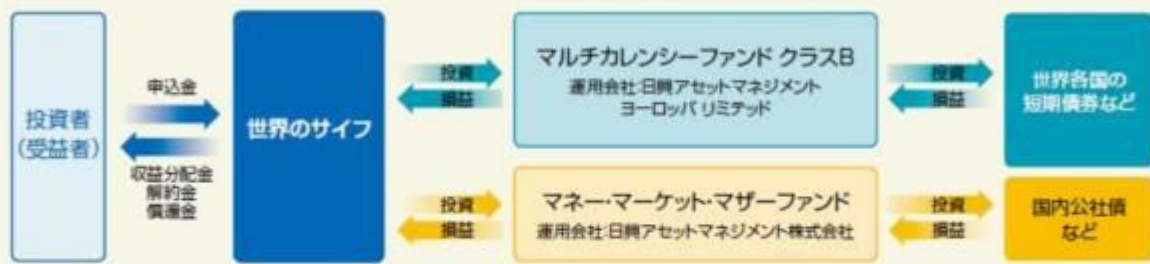 投資者
(受益者)
申込金
収益分配金
解約金
償還金
世界のサイフ
投資
損益
マルチカレンシーファンド クラスB
運用会社:日興アセットマネジメント
ヨーロッパ リミテッド
投資
損益
世界各国の
短期債券など
投資
損益
マネー・マーケット・マザーファンド
運用会社:日興アセットマネジメント株式会社
投資
損益
国内公社債
など